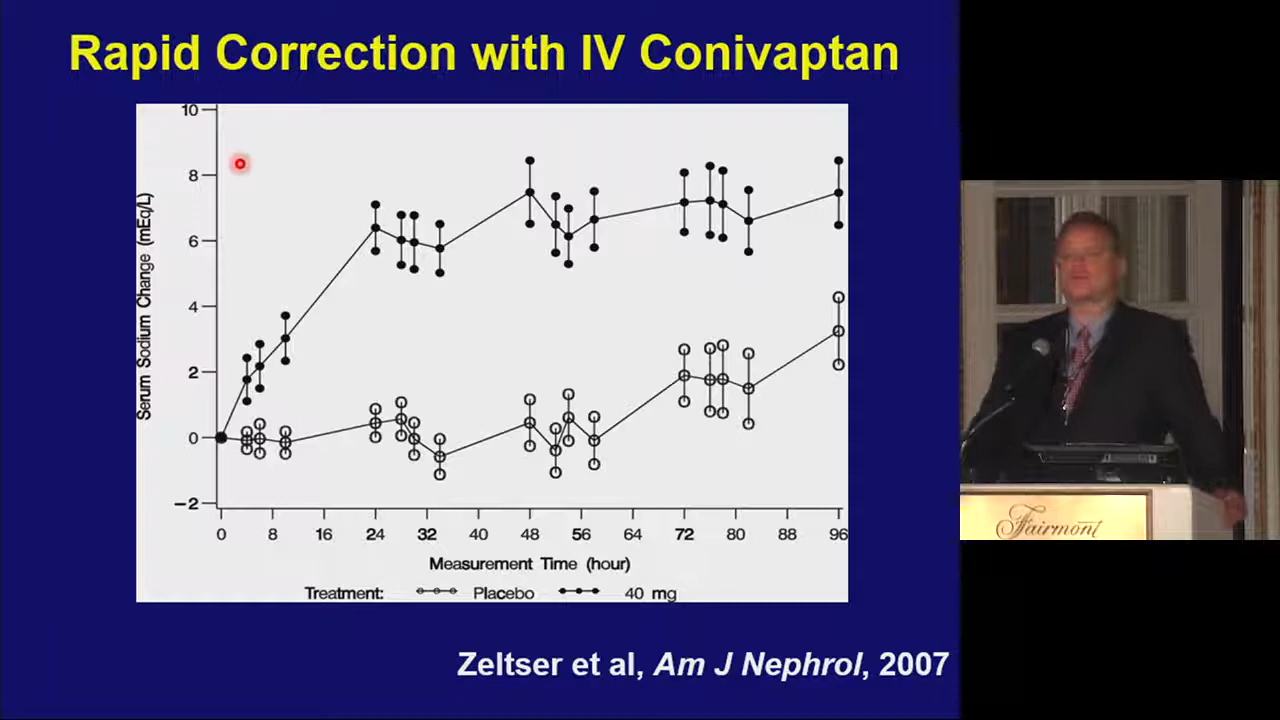 Rapid Correction with IV Conivaptan
10
8
6
4
2
0
−2
Serum Sodium Change (mEq/L)
0 8 16 24 32 40 48 56 64 72 80 88 96
Measurement Time (hour)
Treatment: Placebo 40 mg
Zeltser et al, Am J Nephrol, 2007
Fairmont